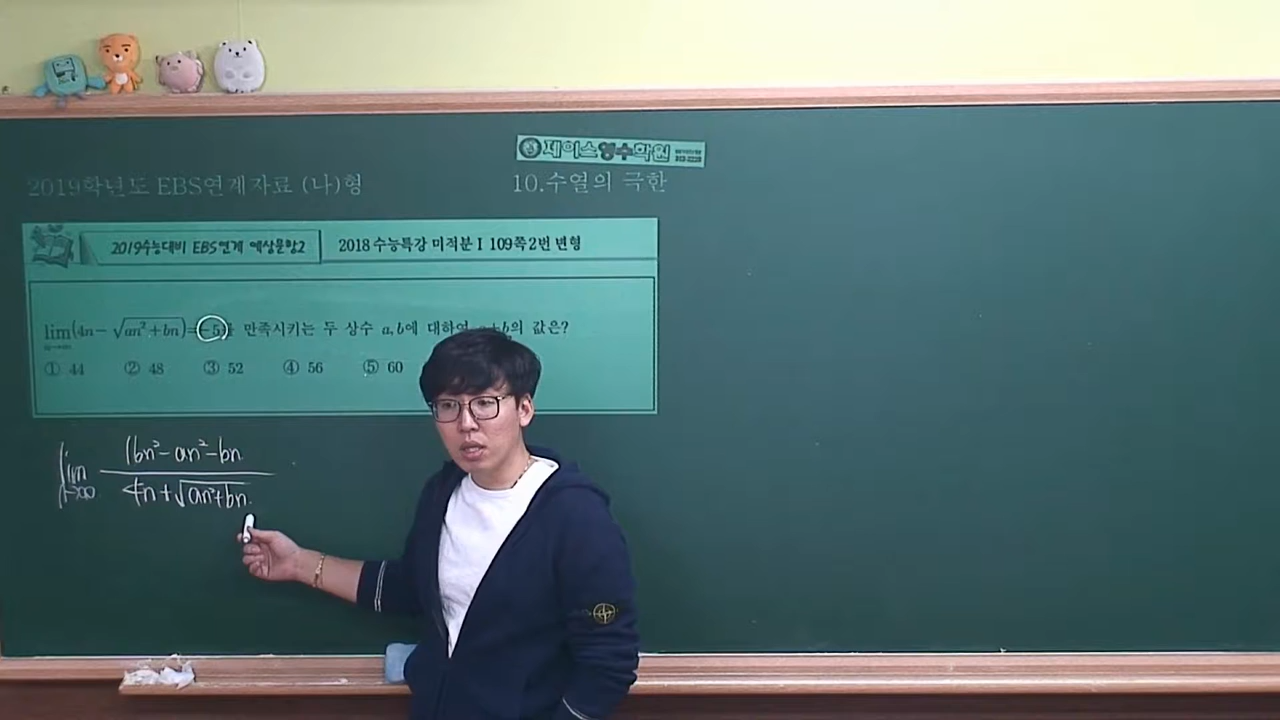 제이스영수학원
2019학년도 EBS연계자료 (나)형
10.수열의 극한
2019수능대비 EBS연계 예상문항2
2018 수능특강 미적분Ⅰ 109쪽2번 변형
lim(4n−√(an²+bn))=−5 만족시키는 두 상수 a, b에 대하여 a+b의 값은?
① 44 ② 48 ③ 52 ④ 56 ⑤ 60
lim n→∞ (16n²−an²−bn)/(4n+√(an²+bn))